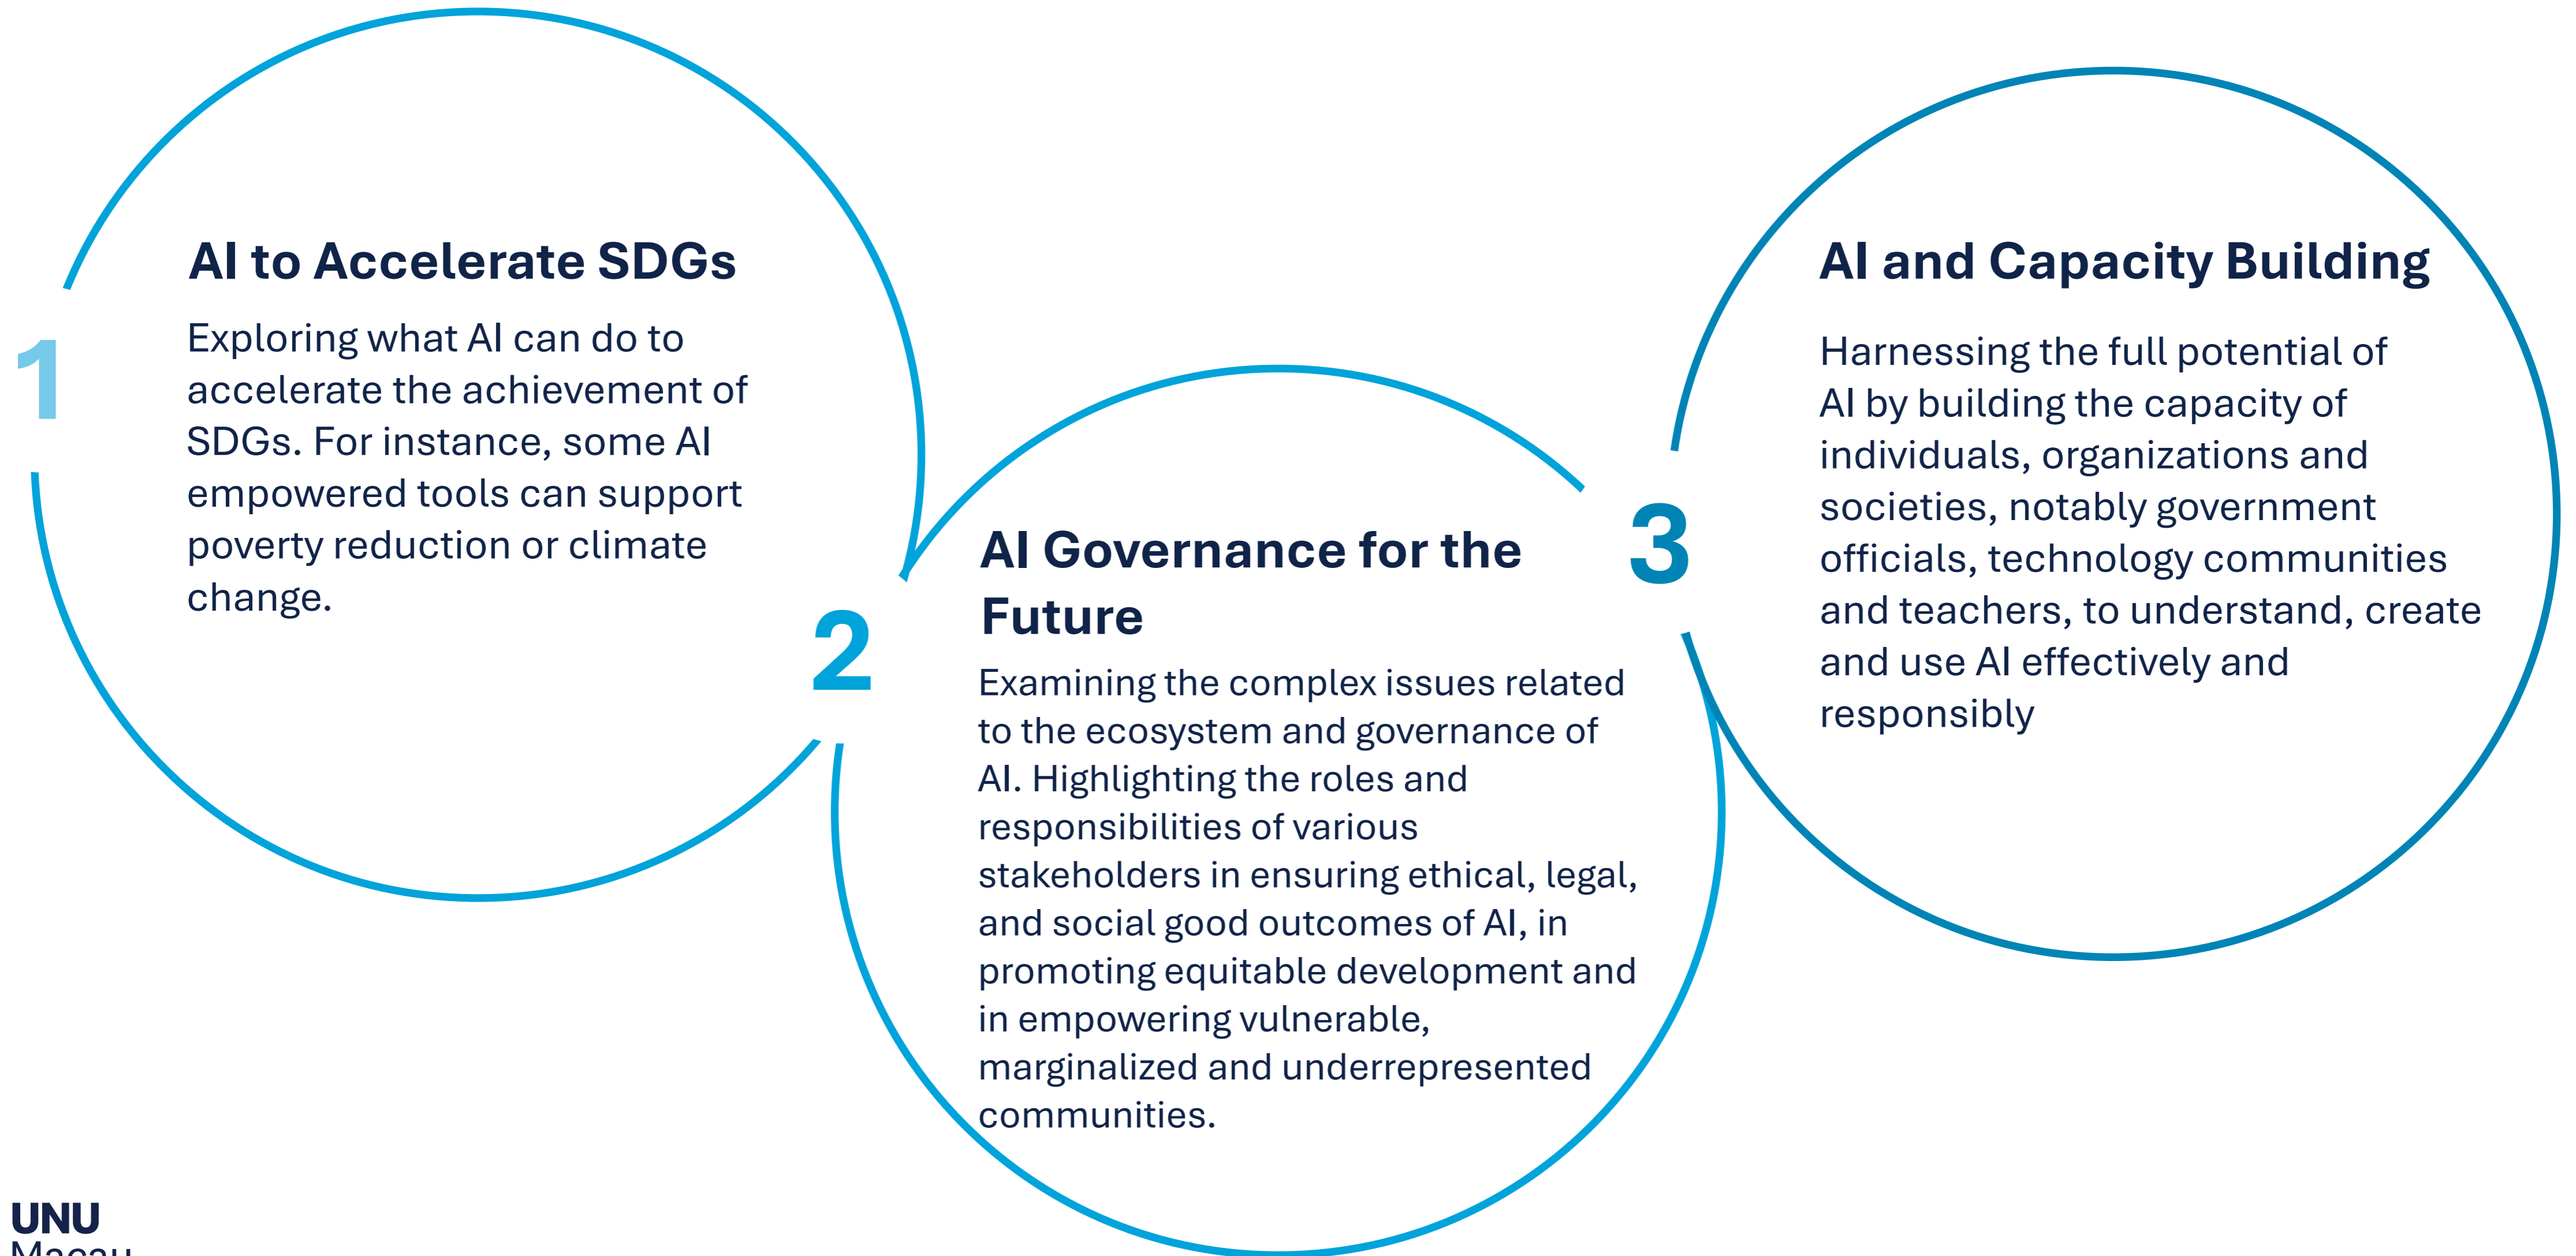 1
AI to Accelerate SDGs
Exploring what AI can do to
accelerate the achievement of
SDGs. For instance, some AI
empowered tools can support
poverty reduction or climate
change.
2
AI Governance for the
Future
Examining the complex issues related
to the ecosystem and governance of
AI. Highlighting the roles and
responsibilities of various
stakeholders in ensuring ethical, legal,
and social good outcomes of AI, in
promoting equitable development and
in empowering vulnerable,
marginalized and underrepresented
communities.
3
AI and Capacity Building
Harnessing the full potential of
AI by building the capacity of
individuals, organizations and
societies, notably government
officials, technology communities
and teachers, to understand, create
and use AI effectively and
responsibly
UNU
Macau